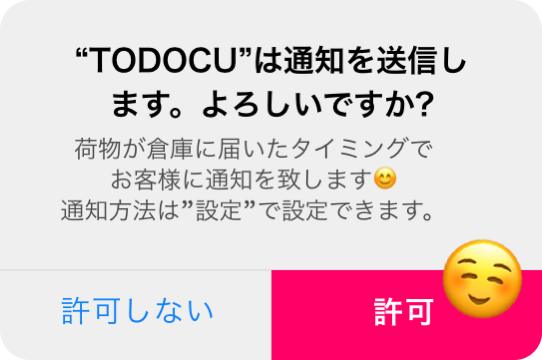 “TODOCU”は通知を送信し
ます。よろしいですか?
荷物が倉庫に届いたタイミングで
お客様に通知を致します😊
通知方法は”設定”で設定できます。
許可しない
許可